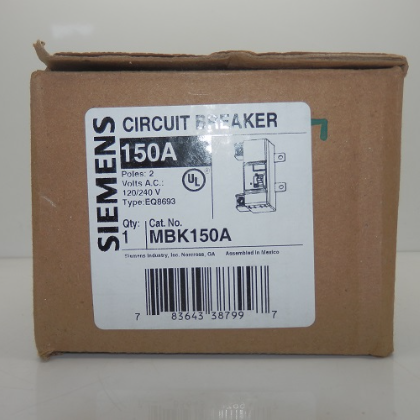 SIEMENS
CIRCUIT BREAKER
150A
Poles: 2
Volts A.C.:
120/240 V
Type:EQ8693
UL
Qty: Cat. No.
1 MBK150A
Siemens Industry, Inc. Norcross, GA Assembled in Mexico
7 83643 38799 7